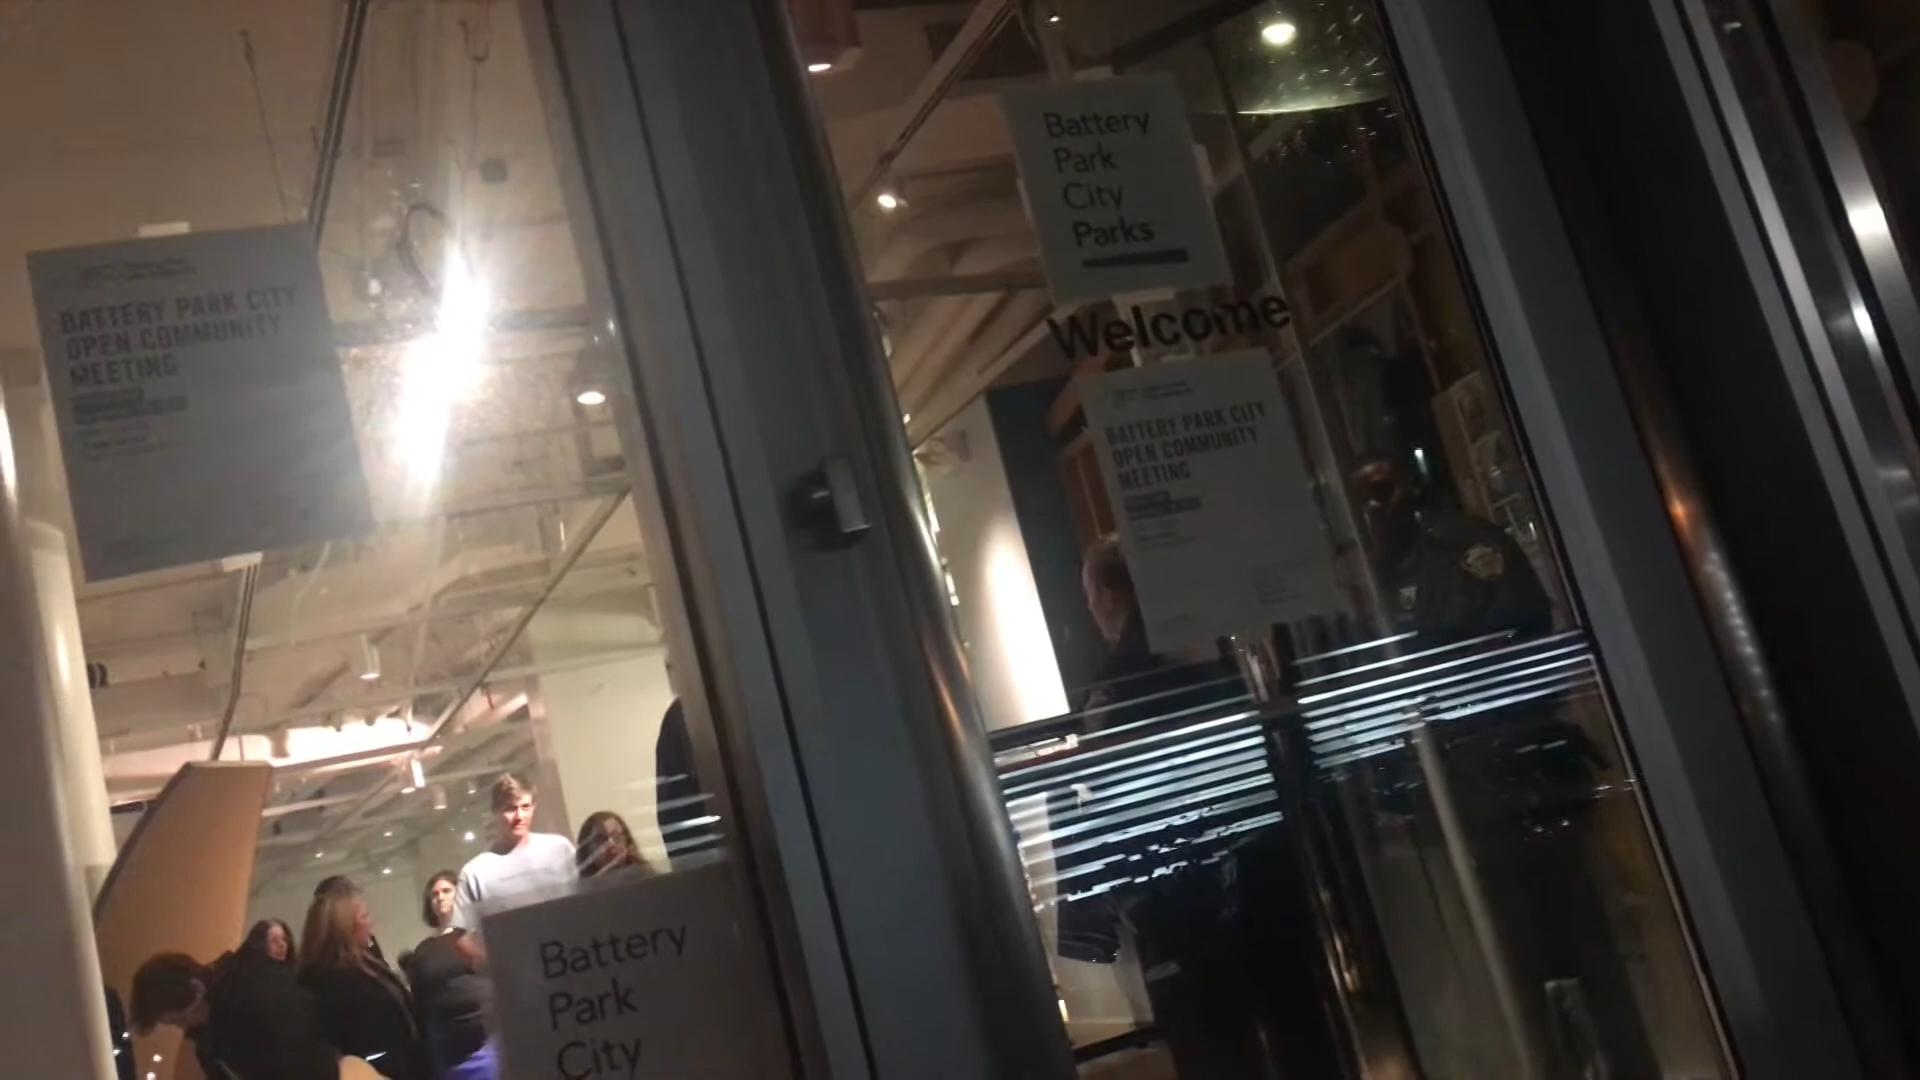 BATTERY PARK CITY
OPEN COMMUNITY
MEETING
Battery
Park
City
Parks
Welcome
BATTERY PARK CITY
OPEN COMMUNITY
MEETING
Battery
Park
City